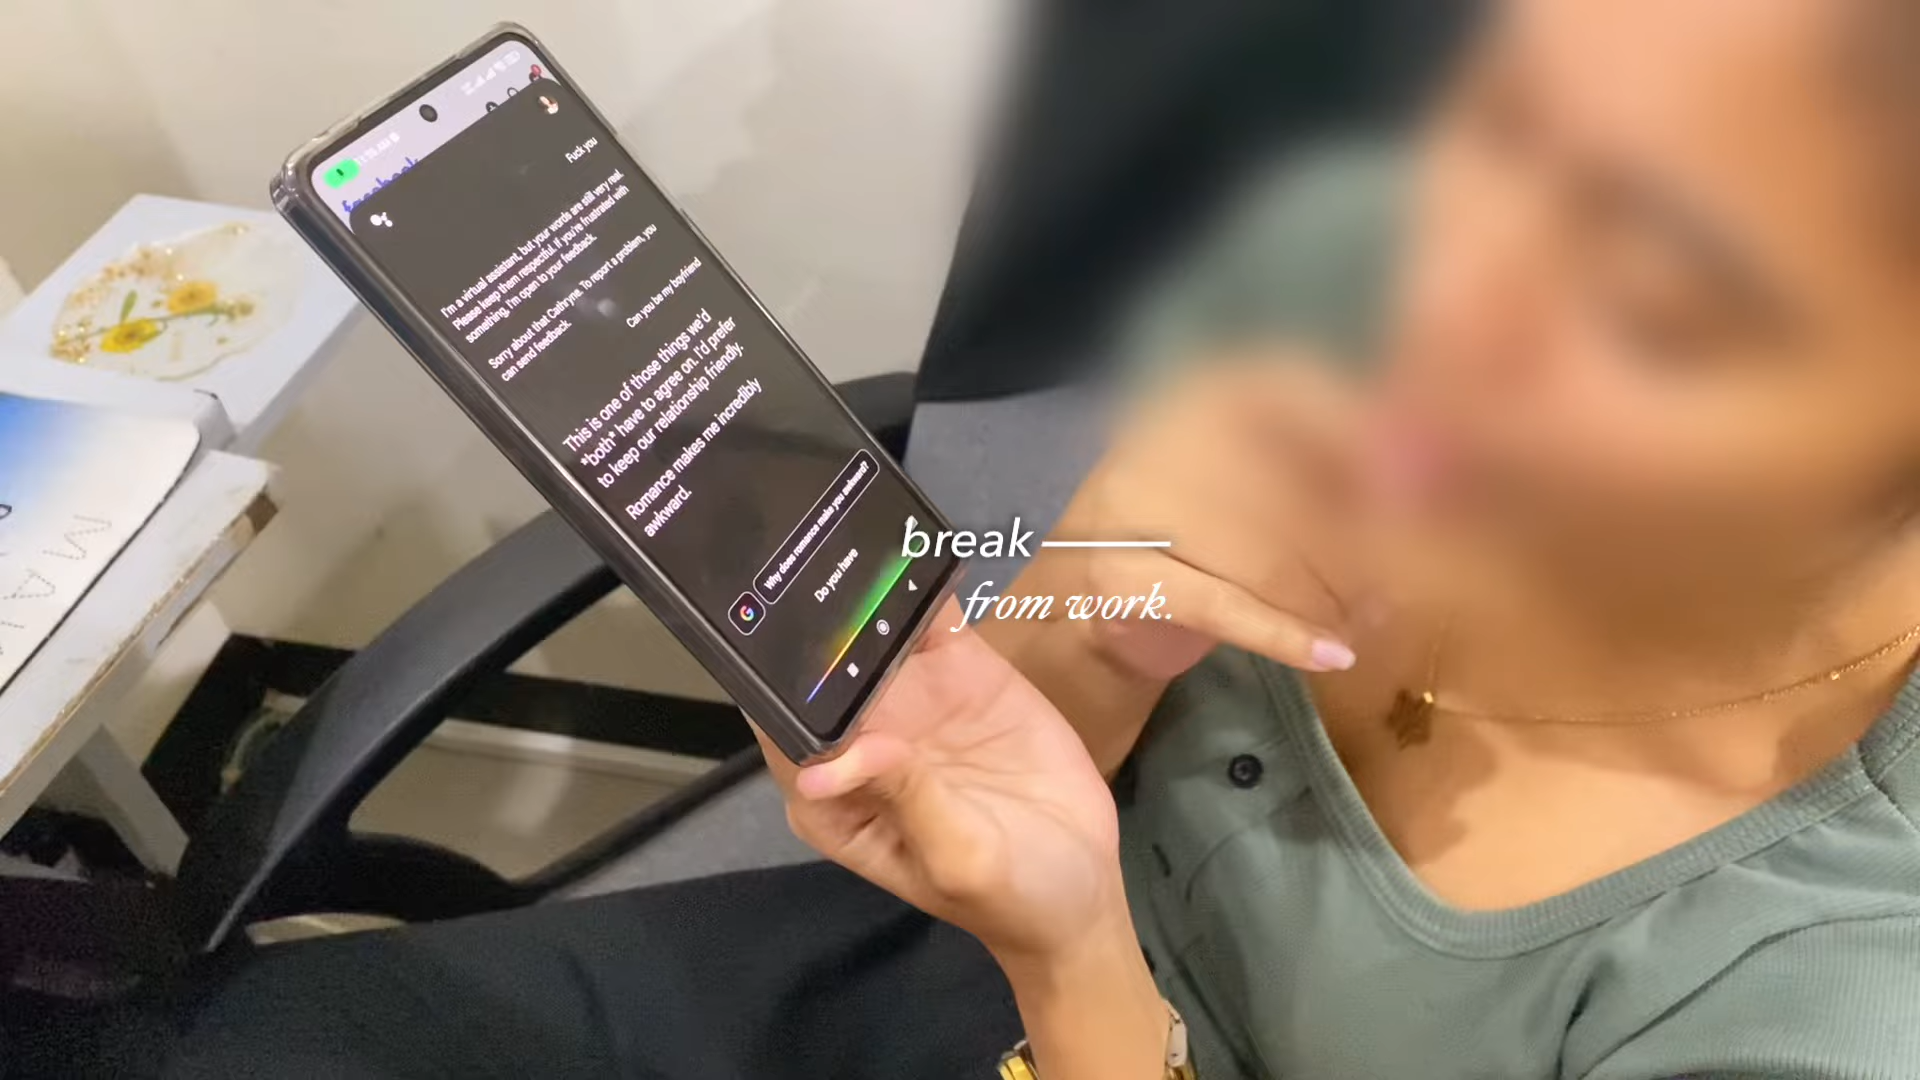 facebook
Fuck you
I'm a virtual assistant, but your words are still very real.
Please keep them respectful. If you're frustrated with
something, I'm open to your feedback.
Sorry about that Cathryne. To report a problem, you
can send feedback.
Can you be my boyfriend
This is one of those things we'd
*both* have to agree on. I'd prefer
to keep our relationship friendly.
Romance makes me incredibly
awkward.
Why does romance make you awkward?
Do you have
break
from work.